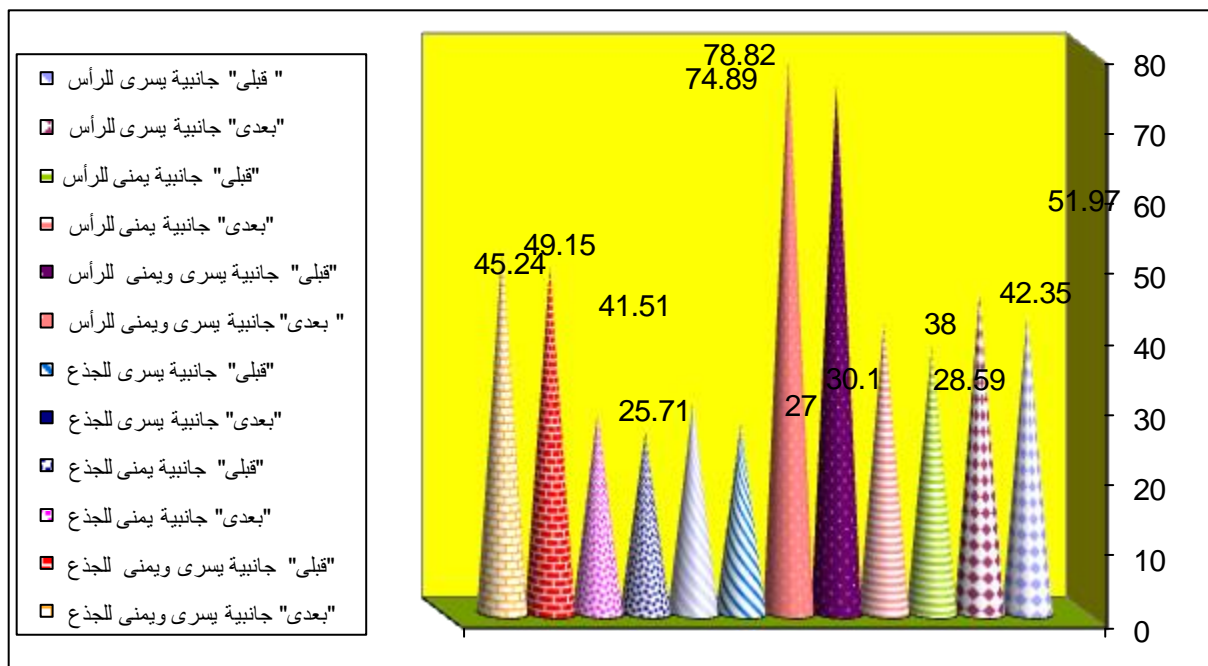 " قبلى" جانبية يسرى للرأس
"بعدى" جانبية يسرى للرأس
"قبلى" جانبية يمنى للرأس
"بعدى" جانبية يمنى للرأس
"قبلى" جانبية يسرى ويمنى للرأس
" بعدى" جانبية يسرى ويمنى للرأس
"قبلى" جانبية يسرى للجذع
"بعدى" جانبية يسرى للجذع
"قبلى" جانبية يمنى للجذع
"بعدى" جانبية يمنى للجذع
"قبلى" جانبية يسرى ويمنى للجذع
"بعدى" جانبية يسرى ويمنى للجذع
78.82
74.89
51.97
49.15
45.24
42.35
41.51
38
30.1
28.59
27
25.71
80
70
60
50
40
30
20
10
0